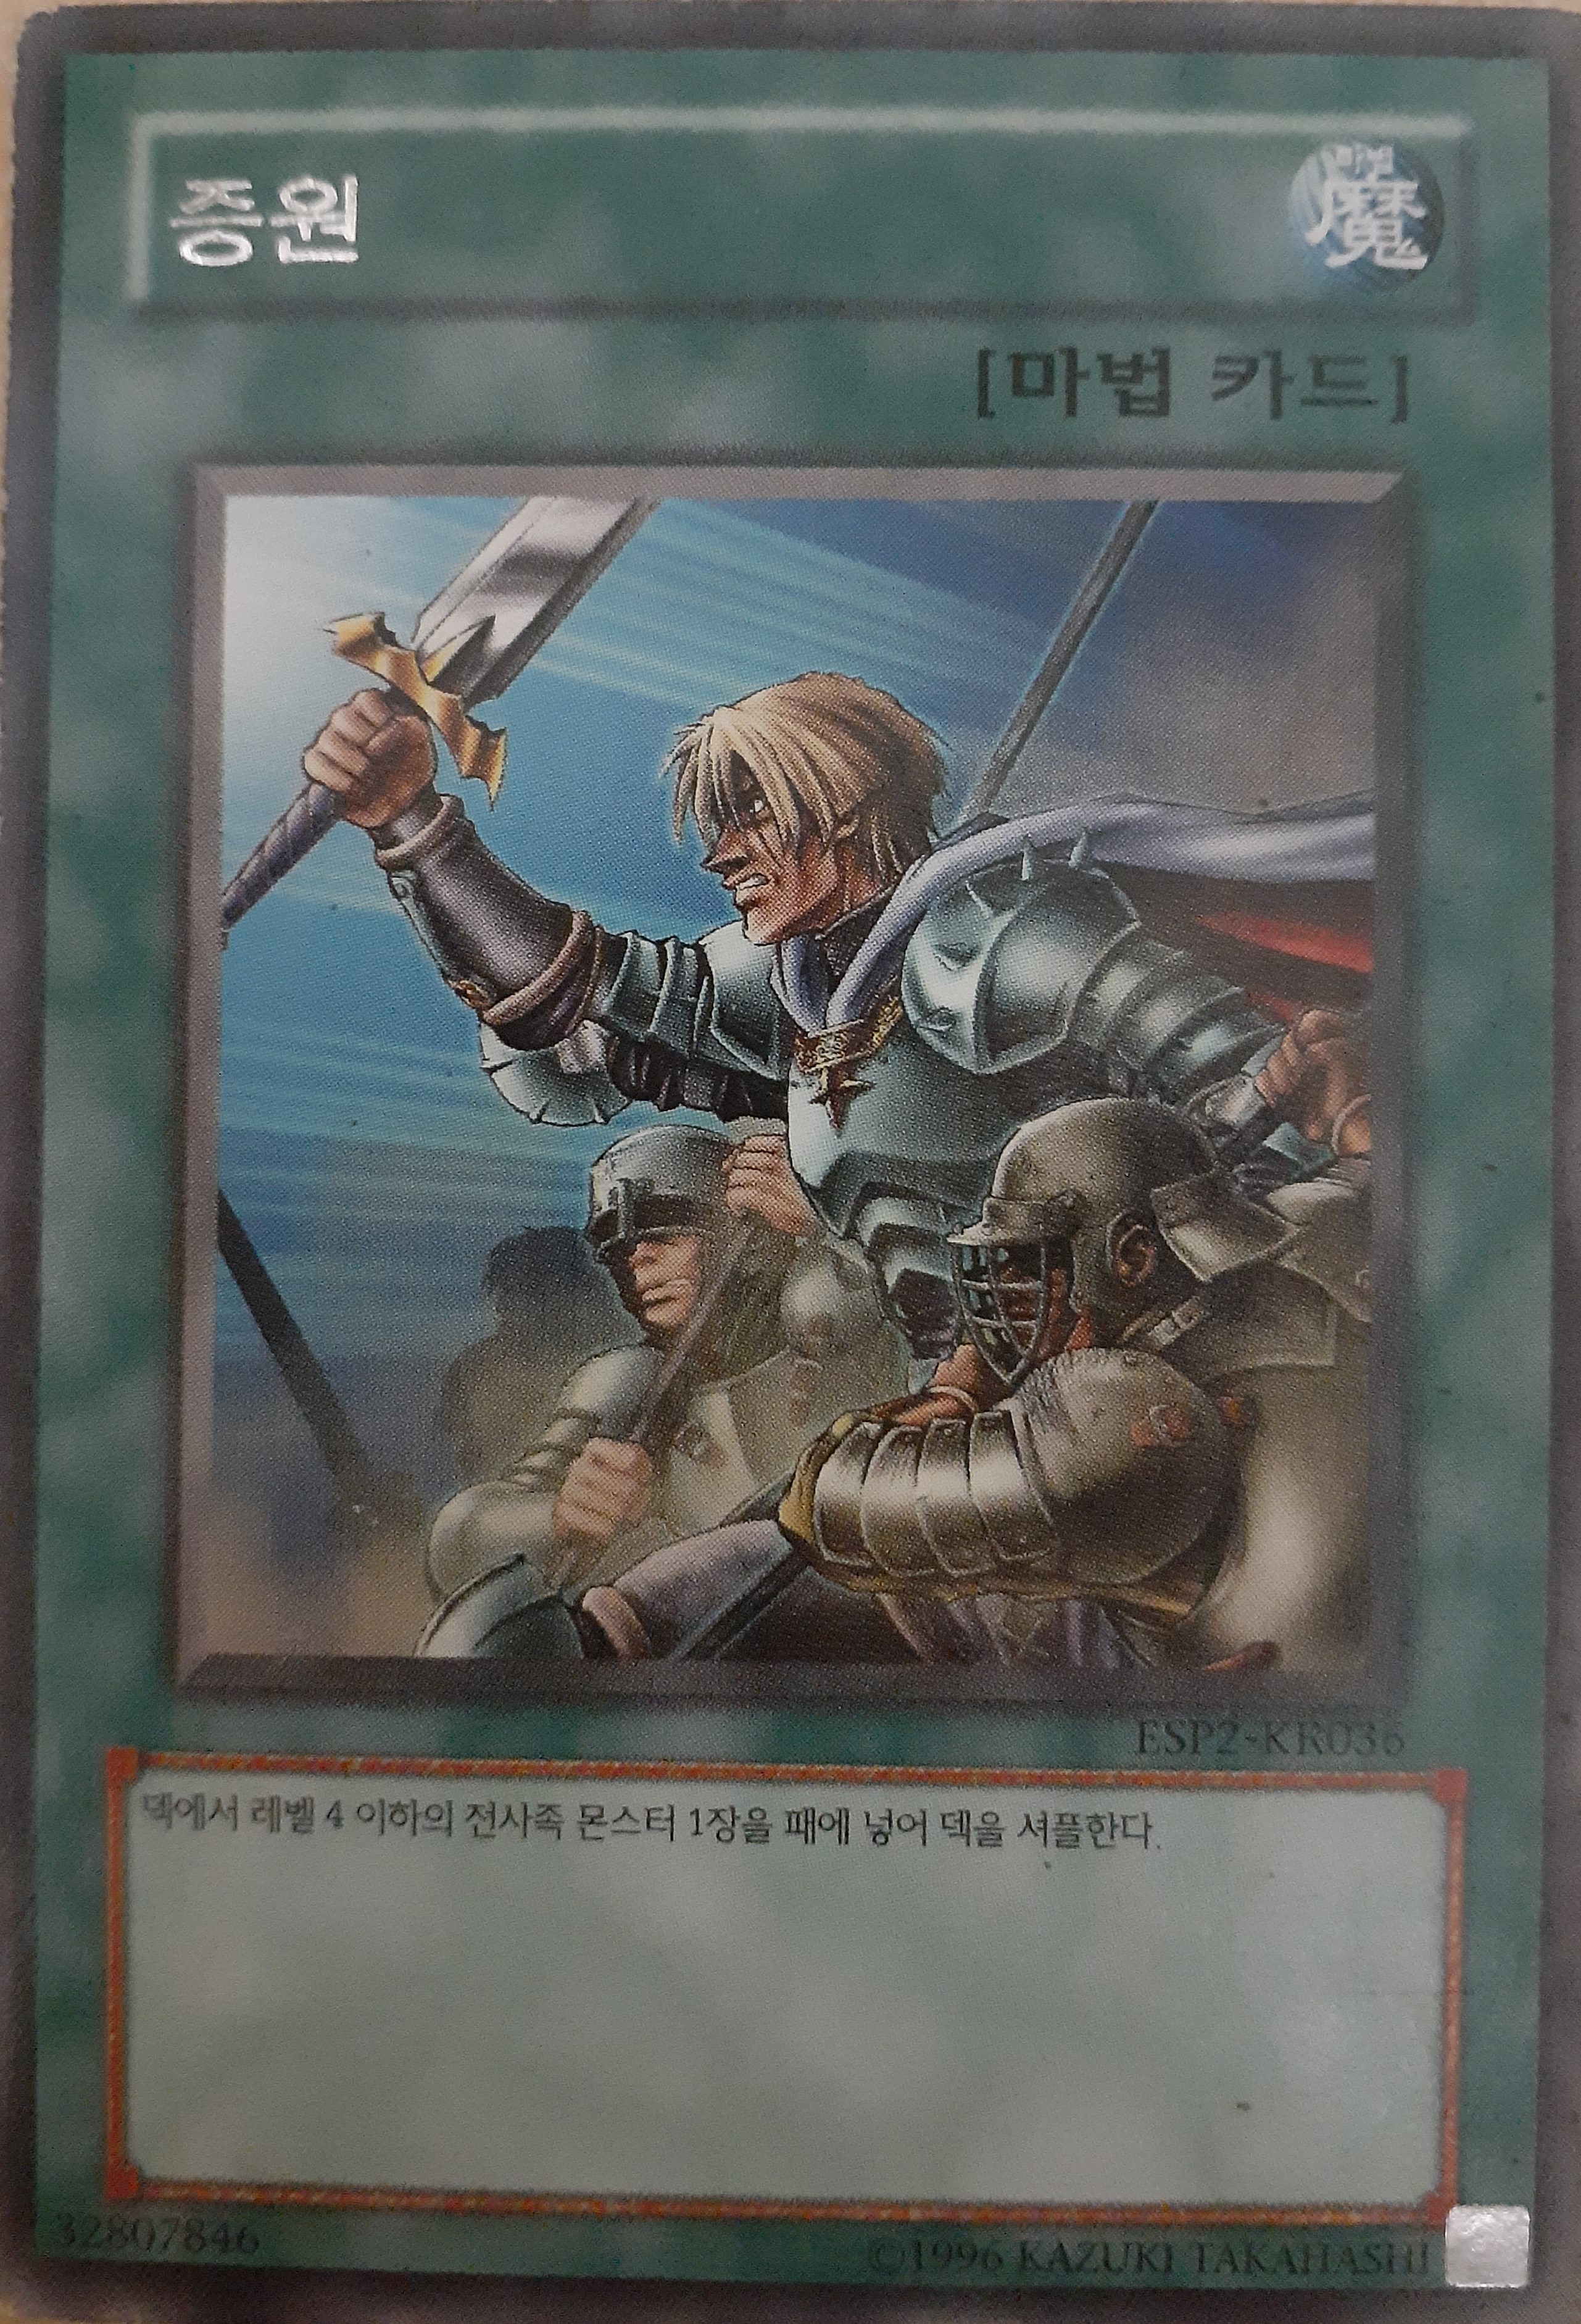 증원
魔
[마법 카드]
ESP2-KR036
덱에서 레벨 4 이하의 전사족 몬스터 1장을 패에 넣어 덱을 셔플한다.
32807846
©1996 KAZUKI TAKAHASHI